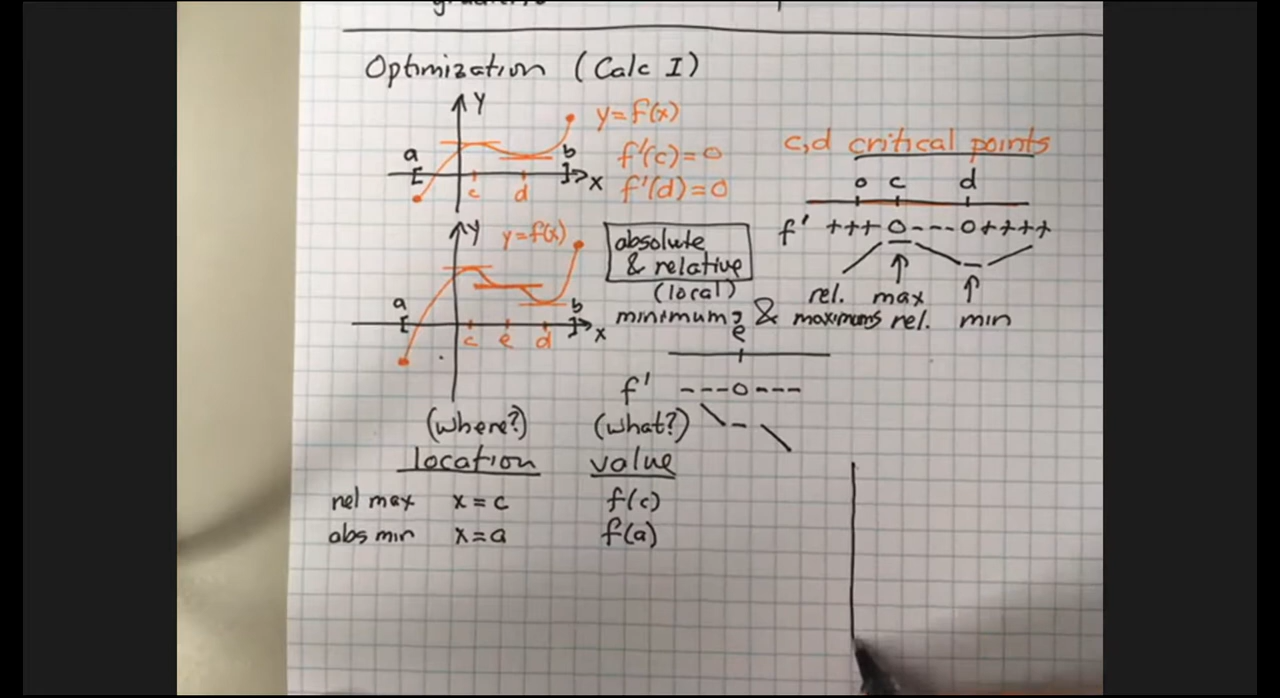 Optimization (Calc I)
y
y=f(x)
a b
c d x
f'(c)=0
f'(d)=0
c,d critical points
o c d
f' +++0---0++++
rel. max
maximums rel. min
y y=f(x)
a b
c e d x
absolute
& relative
(local)
minimums &
e
f' ---0---
(where?) (what?)
location value
rel max x=c f(c)
abs min x=a f(a)